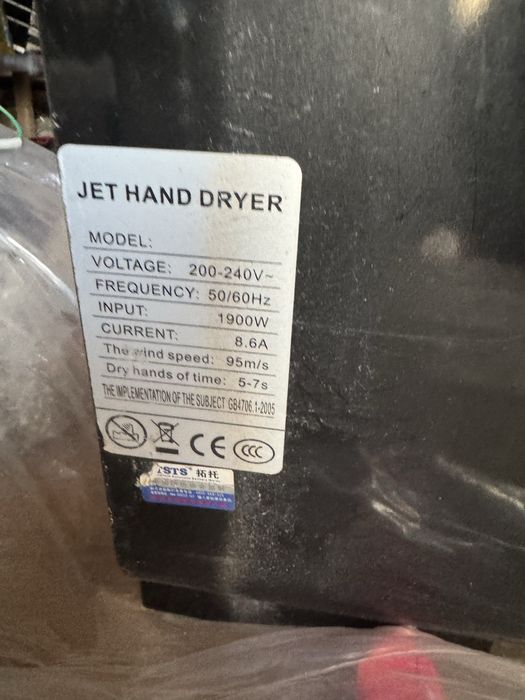 JET HAND DRYER
MODEL:
VOLTAGE: 200-240V~
FREQUENCY: 50/60Hz
INPUT: 1900W
CURRENT: 8.6A
The wind speed: 95m/s
Dry hands of time: 5-7s
THE IMPLEMENTATION OF THE SUBJECT GB4706.1-2005
CE CCC
STS 拓托